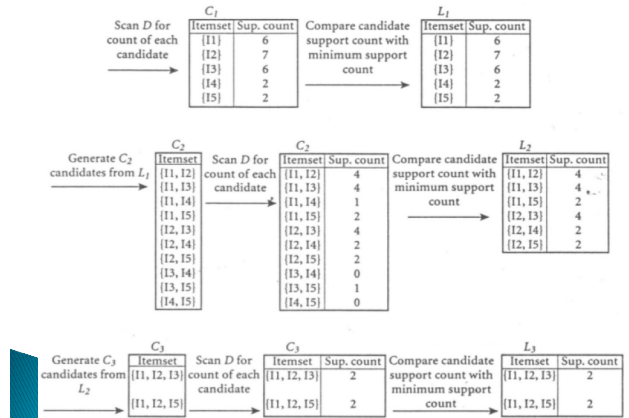 C1
L1
Scan D for
count of each
candidate
Itemset Sup. count
{I1} 6
{I2} 7
{I3} 6
{I4} 2
{I5} 2
Compare candidate
support count with
minimum support
count
Itemset Sup. count
{I1} 6
{I2} 7
{I3} 6
{I4} 2
{I5} 2
Generate C2
candidates from L1
C2
Itemset
{I1, I2}
{I1, I3}
{I1, I4}
{I1, I5}
{I2, I3}
{I2, I4}
{I2, I5}
{I3, I4}
{I3, I5}
{I4, I5}
Scan D for
count of each
candidate
C2
Itemset Sup. count
{I1, I2} 4
{I1, I3} 4
{I1, I4} 1
{I1, I5} 2
{I2, I3} 4
{I2, I4} 2
{I2, I5} 2
{I3, I4} 0
{I3, I5} 1
{I4, I5} 0
Compare candidate
support count with
minimum support
count
L2
Itemset Sup. count
{I1, I2} 4
{I1, I3} 4
{I1, I5} 2
{I2, I3} 4
{I2, I4} 2
{I2, I5} 2
Generate C3
candidates from
L2
C3
Itemset
{I1, I2, I3}
{I1, I2, I5}
Scan D for
count of each
candidate
C3
Itemset Sup. count
{I1, I2, I3} 2
{I1, I2, I5} 2
Compare candidate
support count with
minimum support
count
L3
Itemset Sup. count
{I1, I2, I3} 2
{I1, I2, I5} 2